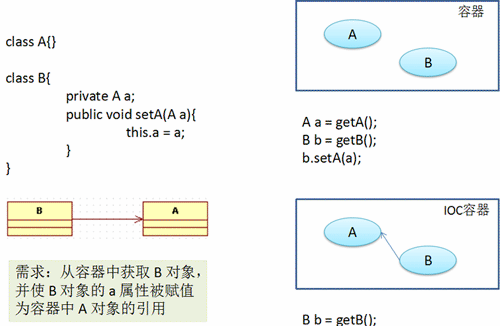 class A{}
class B{
private A a;
public void setA(A a){
this.a = a;
}
}
B
A
需求：从容器中获取 B 对象，
并使 B 对象的 a 属性被赋值
为容器中 A 对象的引用
容器
A
B
A a = getA();
B b = getB();
b.setA(a);
IOC容器
A
B
B b = getB();